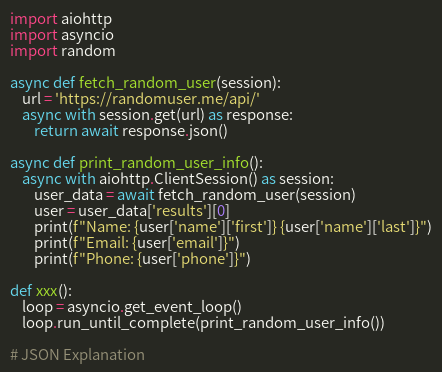 import aiohttp
import asyncio
import random

async def fetch_random_user(session):
    url = 'https://randomuser.me/api/'
    async with session.get(url) as response:
        return await response.json()

async def print_random_user_info():
    async with aiohttp.ClientSession() as session:
        user_data = await fetch_random_user(session)
        user = user_data['results'][0]
        print(f"Name: {user['name']['first']} {user['name']['last']}")
        print(f"Email: {user['email']}")
        print(f"Phone: {user['phone']}")

def xxx():
    loop = asyncio.get_event_loop()
    loop.run_until_complete(print_random_user_info())

# JSON Explanation